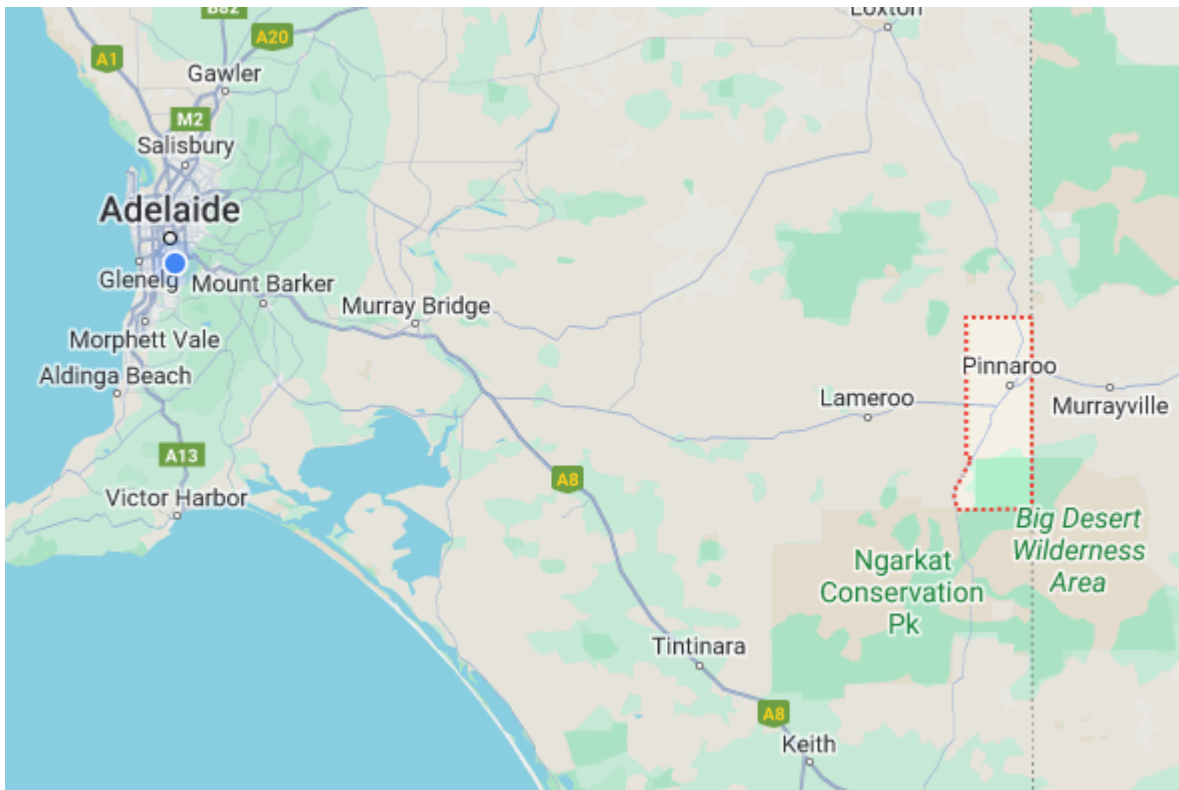 B82
Loxton
A20
A1
Gawler
M2
Salisbury
Adelaide
Glenelg
Mount Barker
Murray Bridge
Morphett Vale
Aldinga Beach
Pinnaroo
Lameroo
Murrayville
A13
A8
Victor Harbor
Big Desert
Wilderness
Area
Ngarkat
Conservation
Pk
Tintinara
A8
Keith